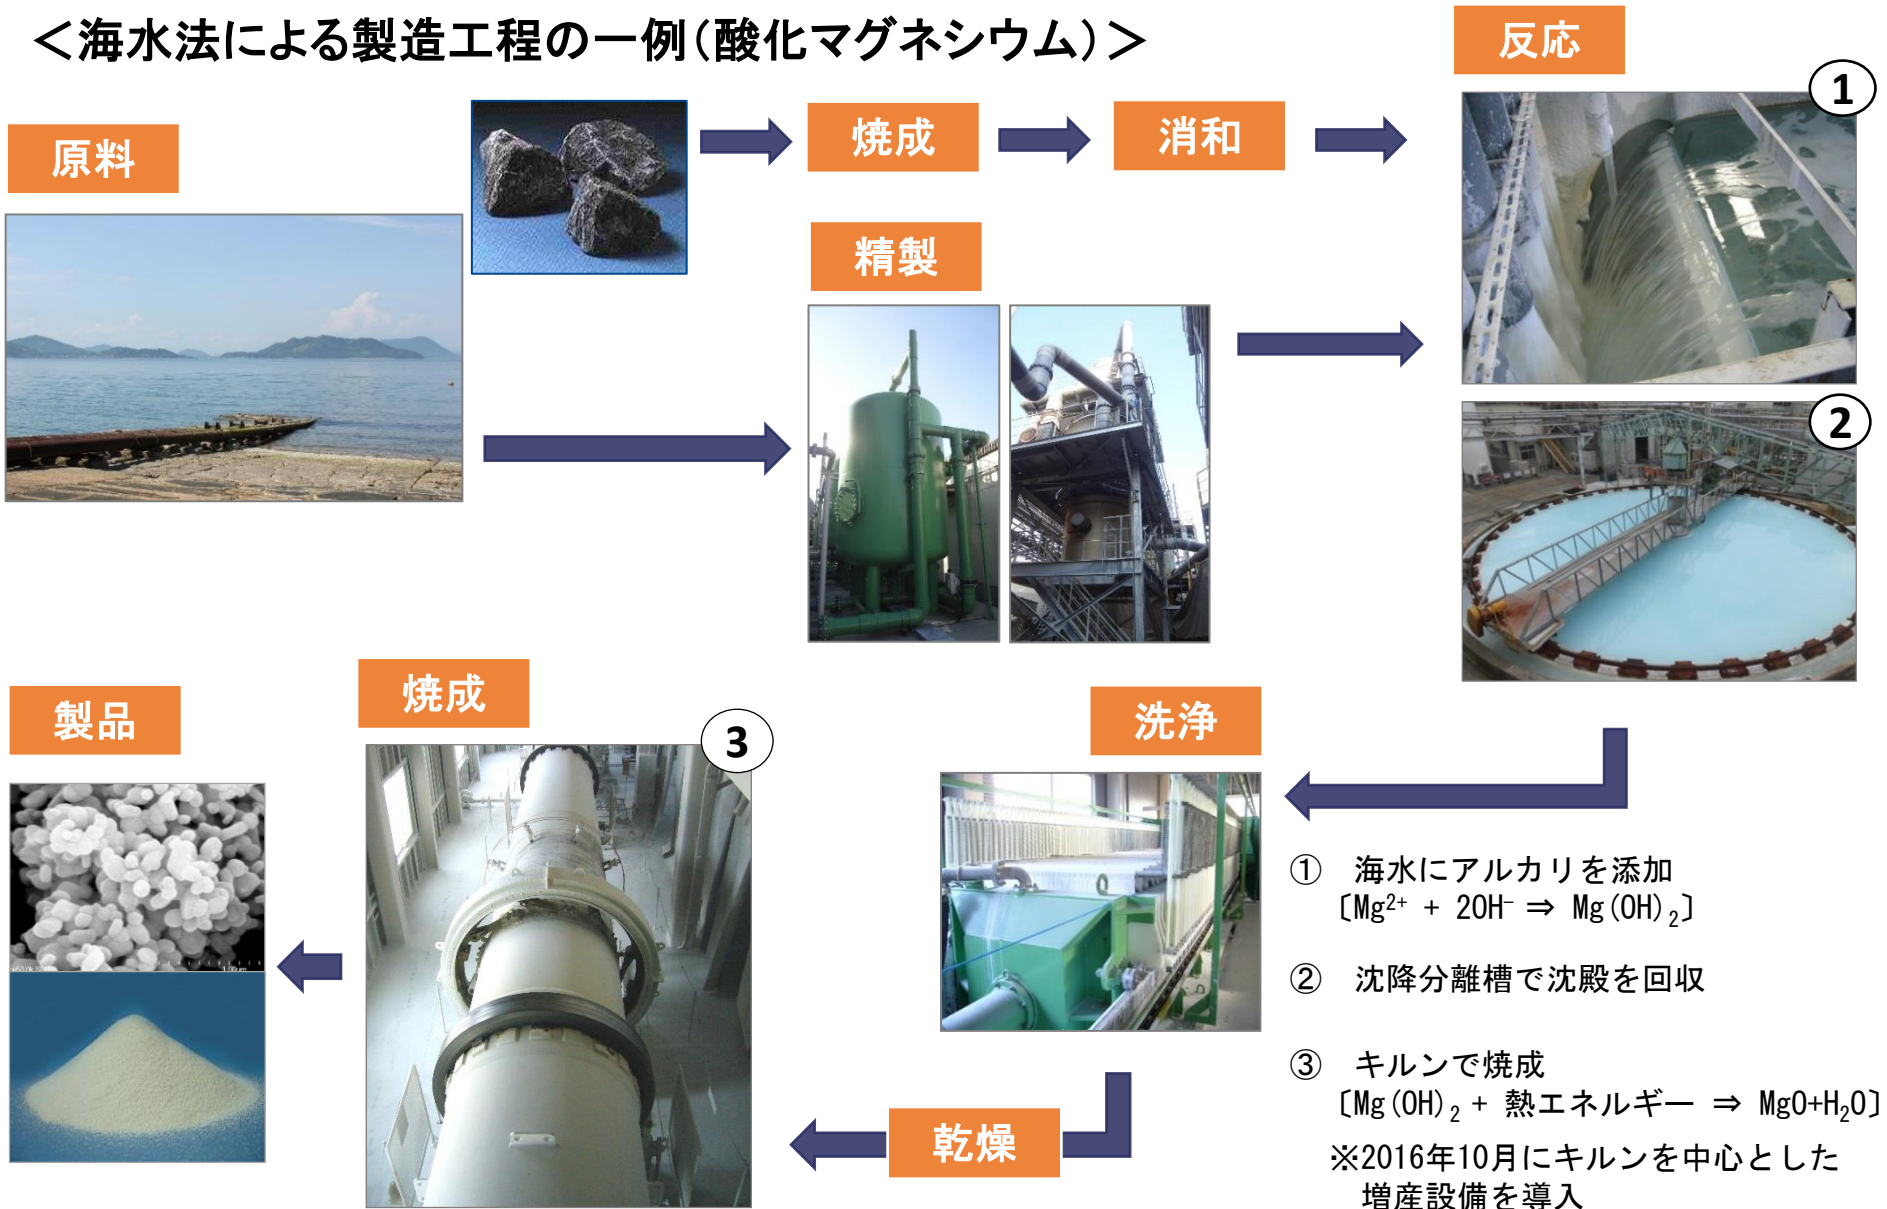 ＜海水法による製造工程の一例（酸化マグネシウム）＞
原料
焼成
消和
反応
①
精製
②
製品
焼成
③
洗浄
乾燥
1.00μm
① 海水にアルカリを添加
〔Mg²⁺ + 2OH⁻ ⇒ Mg(OH)₂〕
② 沈降分離槽で沈殿を回収
③ キルンで焼成
〔Mg(OH)₂ + 熱エネルギー ⇒ MgO+H₂O〕
※2016年10月にキルンを中心とした
増産設備を導入